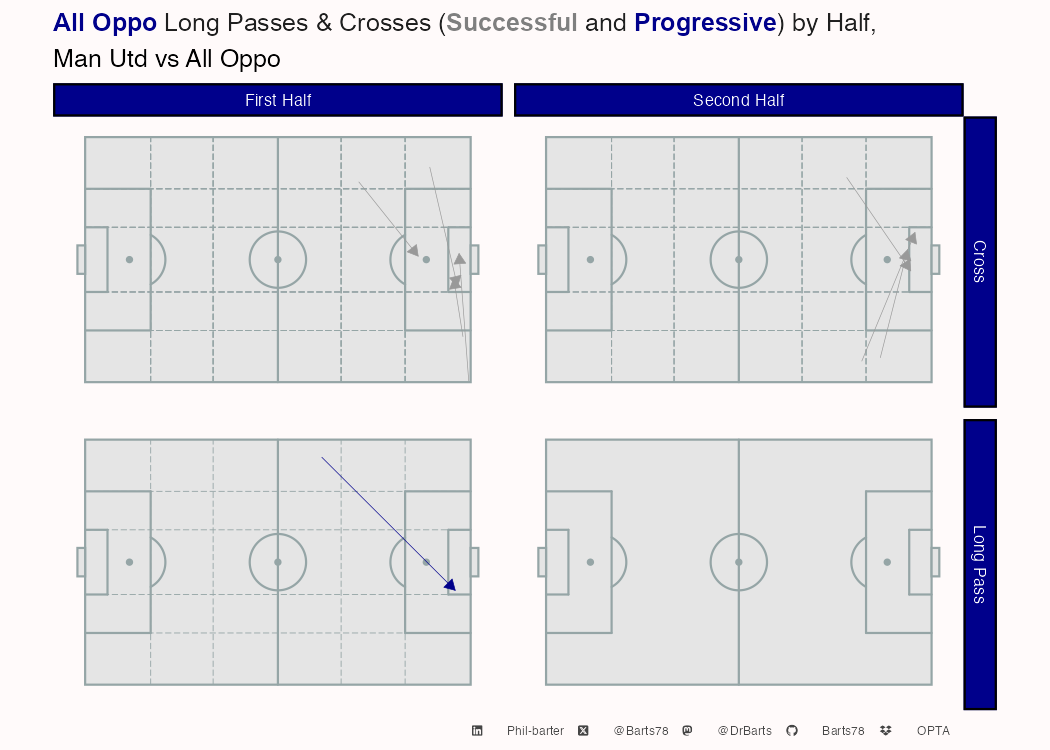 All Oppo Long Passes & Crosses (Successful and Progressive) by Half,
Man Utd vs All Oppo
First Half
Second Half
Cross
Long Pass
Phil-barter @Barts78 @DrBarts Barts78 OPTA